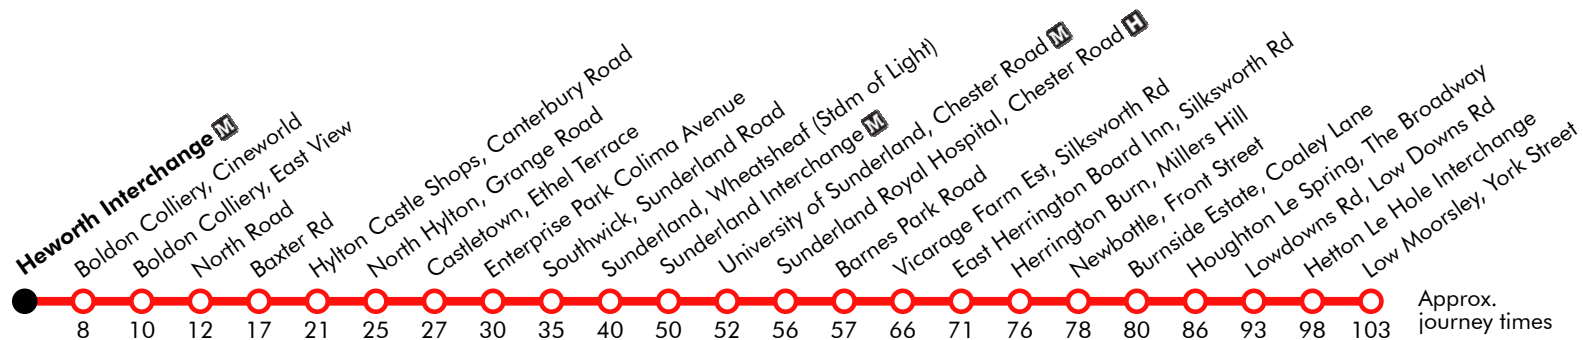 Heworth Interchange M
Boldon Colliery, Cineworld
Boldon Colliery, East View
North Road
Baxter Rd
Hylton Castle Shops, Canterbury Road
North Hylton, Grange Road
Castletown, Ethel Terrace
Enterprise Park Colima Avenue
Southwick, Sunderland Road
Sunderland, Wheatsheaf (Stdm of Light)
Sunderland Interchange M
University of Sunderland, Chester Road M
Sunderland Royal Hospital, Chester Road H
Barnes Park Road
Vicarage Farm Est, Silksworth Rd
East Herrington Board Inn, Silksworth Rd
Herrington Burn, Millers Hill
Newbottle, Front Street
Burnside Estate, Coaley Lane
Houghton Le Spring, The Broadway
Lowdowns Rd, Low Downs Rd
Hetton Le Hole Interchange
Low Moorsley, York Street
8 10 12 17 21 25 27 30 35 40 50 52 56 57 66 71 76 78 80 86 93 98 103
Approx.
journey times